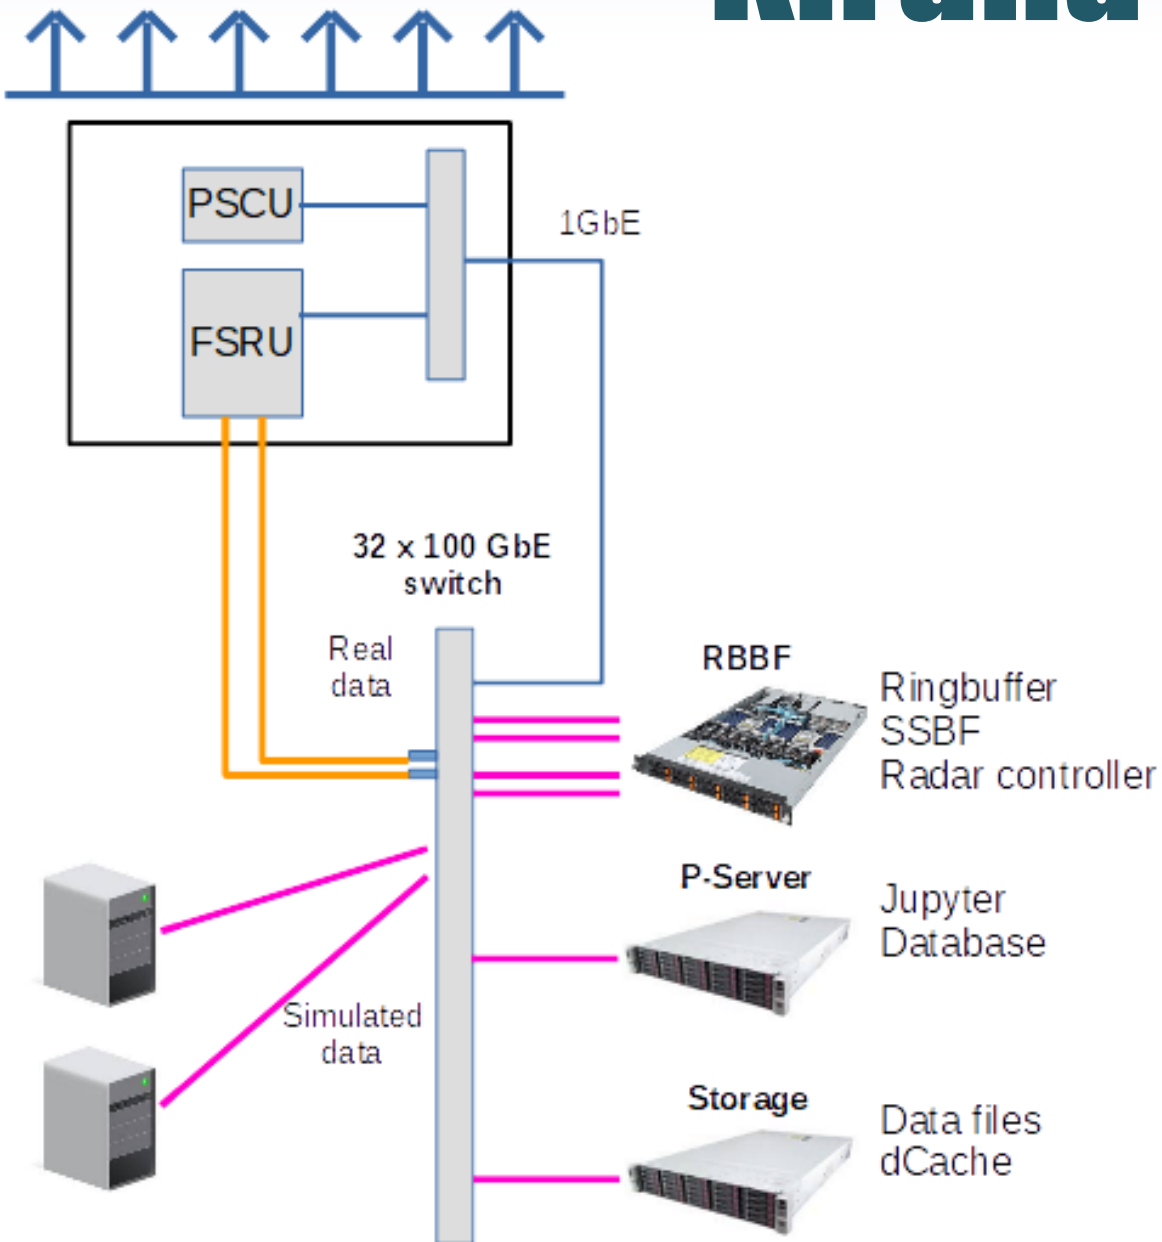 PSCU
1GbE
FSRU
32 x 100 GbE
switch
Real
data
RBBF
Ringbuffer
SSBF
Radar controller
P-Server
Jupyter
Database
Simulated
data
Storage
Data files
dCache